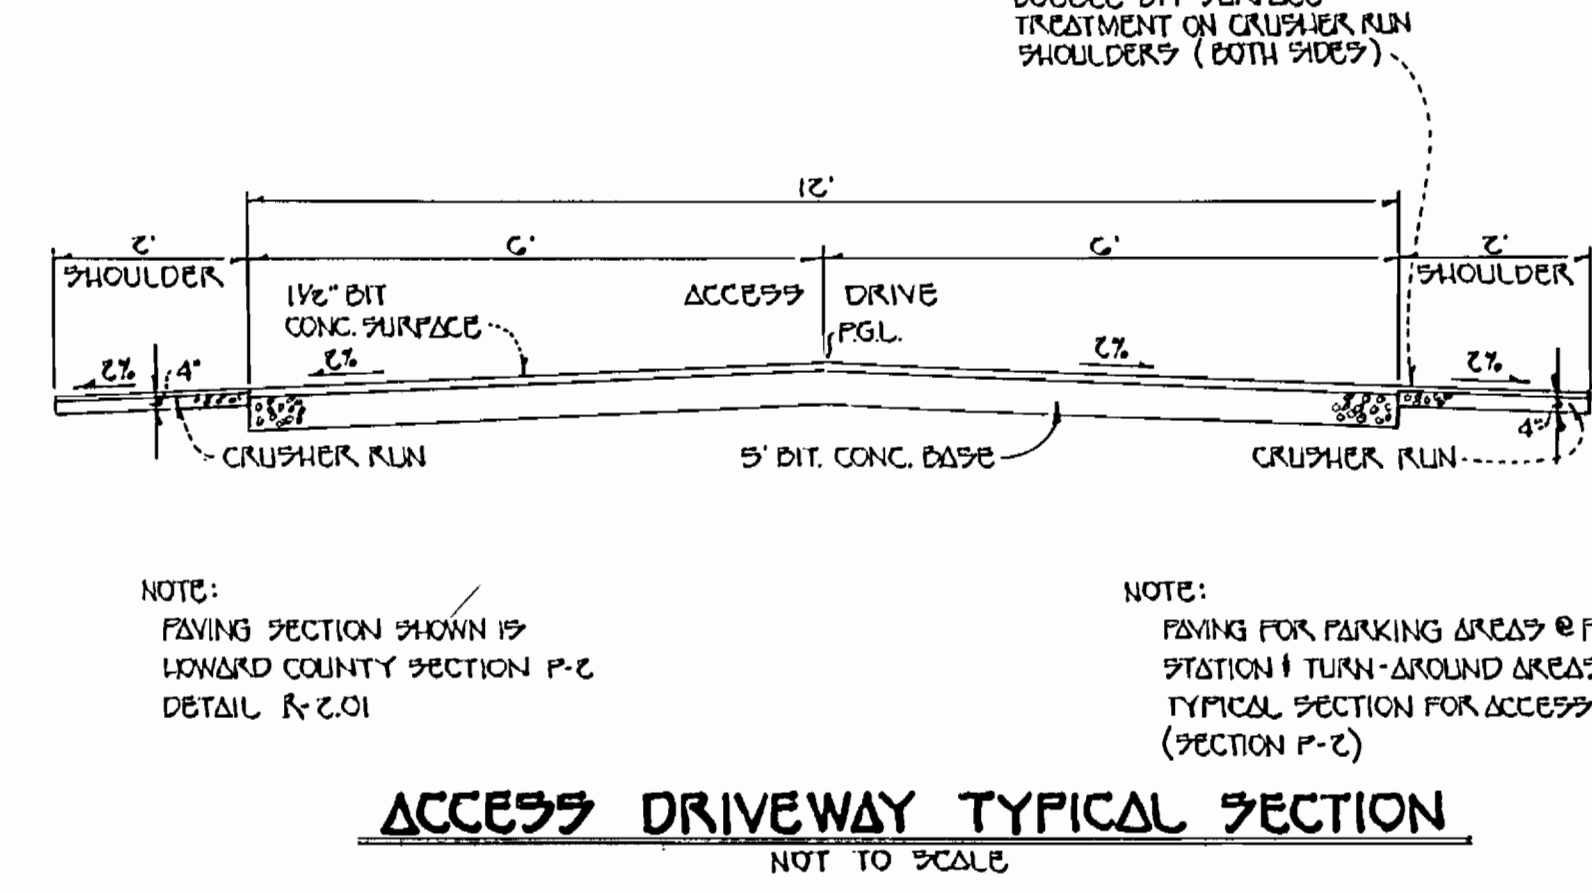 TREATMENT ON CRUSHER RUN
SHOULDERS (BOTH SIDES)
12'
2'
6'
6'
2'
SHOULDER
SHOULDER
1½" BIT
CONC. SURFACE
ACCESS DRIVE
P.G.L.
2%
4"
2%
2%
2%
4"
CRUSHER RUN
5' BIT. CONC. BASE
CRUSHER RUN
NOTE:
PAVING SECTION SHOWN IS
HOWARD COUNTY SECTION P-2
DETAIL R-2.01
NOTE:
PAVING FOR PARKING AREAS @
STATION & TURN-AROUND AREAS
TYPICAL SECTION FOR ACCESS
(SECTION P-2)
ACCESS DRIVEWAY TYPICAL SECTION
NOT TO SCALE